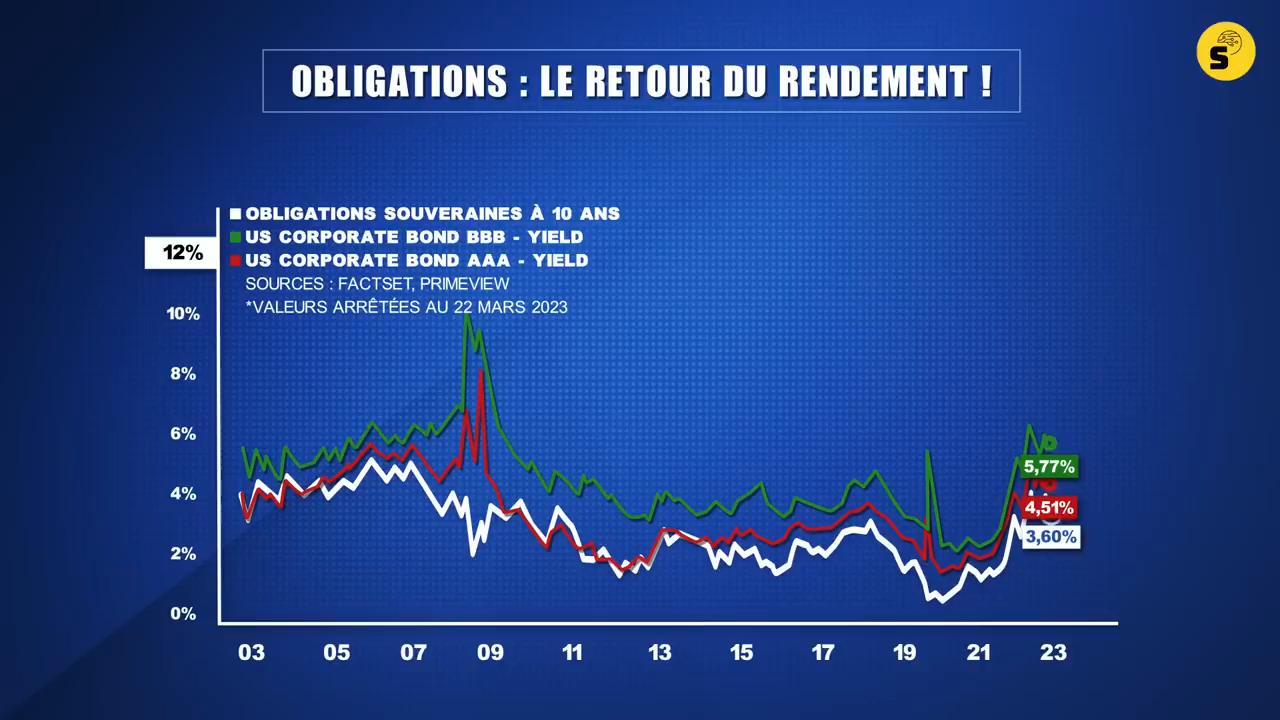 S
OBLIGATIONS : LE RETOUR DU RENDEMENT !
OBLIGATIONS SOUVERAINES À 10 ANS
US CORPORATE BOND BBB - YIELD
US CORPORATE BOND AAA - YIELD
SOURCES : FACTSET, PRIMEVIEW
*VALEURS ARRÊTÉES AU 22 MARS 2023
12%
10%
8%
6%
4%
2%
0%
5,77%
4,51%
3,60%
03 05 07 09 11 13 15 17 19 21 23